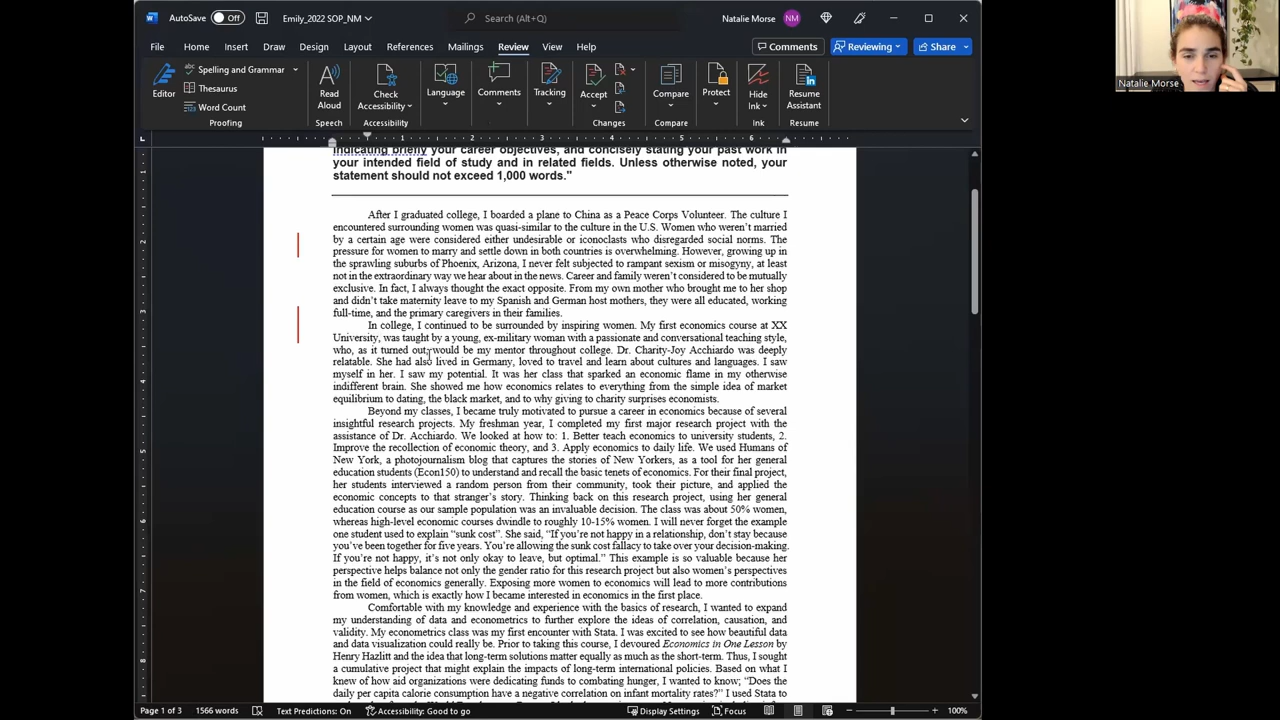 AutoSave Off Emily_2022 SOP_NM Search (Alt+Q) Natalie Morse NM
File Home Insert Draw Design Layout References Mailings Review View Help Comments Reviewing Share
Editor Spelling and Grammar Thesaurus Word Count Read Aloud Check Accessibility Language Comments Tracking Accept Compare Protect Hide Ink Resume Assistant
Proofing Speech Accessibility Changes Compare Ink Resume
Natalie Morse
indicating briefly your career objectives, and concisely stating your past work in
your intended field of study and in related fields. Unless otherwise noted, your
statement should not exceed 1,000 words."
After I graduated college, I boarded a plane to China as a Peace Corps Volunteer. The culture I
encountered surrounding women was quasi-similar to the culture in the U.S. Women who weren't married
by a certain age were considered either undesirable or iconoclasts who disregarded social norms. The
pressure for women to marry and settle down in both countries is overwhelming. However, growing up in
the sprawling suburbs of Phoenix, Arizona, I never felt subjected to rampant sexism or misogyny, at least
not in the extraordinary way we hear about in the news. Career and family weren't considered to be mutually
exclusive. In fact, I always thought the exact opposite. From my own mother who brought me to her shop
and didn't take maternity leave to my Spanish and German host mothers, they were all educated, working
full-time, and the primary caregivers in their families.
In college, I continued to be surrounded by inspiring women. My first economics course at XX
University, was taught by a young, ex-military woman with a passionate and conversational teaching style,
who, as it turned out, would be my mentor throughout college. Dr. Charity-Joy Acchiardo was deeply
relatable. She had also lived in Germany, loved to travel and learn about cultures and languages. I saw
myself in her. I saw my potential. It was her class that sparked an economic flame in my otherwise
indifferent brain. She showed me how economics relates to everything from the simple idea of market
equilibrium to dating, the black market, and to why giving to charity surprises economists.
Beyond my classes, I became truly motivated to pursue a career in economics because of several
insightful research projects. My freshman year, I completed my first major research project with the
assistance of Dr. Acchiardo. We looked at how to: 1. Better teach economics to university students, 2.
Improve the recollection of economic theory, and 3. Apply economics to daily life. We used Humans of
New York, a photojournalism blog that captures the stories of New Yorkers, as a tool for her general
education students (Econ150) to understand and recall the basic tenets of economics. For their final project,
her students interviewed a random person from their community, took their picture, and applied the
economic concepts to that stranger's story. Thinking back on this research project, using her general
education course as our sample population was an invaluable decision. The class was about 50% women,
whereas high-level economic courses dwindle to roughly 10-15% women. I will never forget the example
one student used to explain "sunk cost". She said, "If you're not happy in a relationship, don't stay because
you've been together for five years. You're allowing the sunk cost fallacy to take over your decision-making.
If you're not happy, it's not only okay to leave, but optimal." This example is so valuable because her
perspective helps balance not only the gender ratio for this research project but also women's perspectives
in the field of economics generally. Exposing more women to economics will lead to more contributions
from women, which is exactly how I became interested in economics in the first place.
Comfortable with my knowledge and experience with the basics of research, I wanted to expand
my understanding of data and econometrics to further explore the ideas of correlation, causation, and
validity. My econometrics class was my first encounter with Stata. I was excited to see how beautiful data
and data visualization could really be. Prior to taking this course, I devoured Economics in One Lesson by
Henry Hazlitt and the idea that long-term solutions matter equally as much as the short-term. Thus, I sought
a cumulative project that might explain the impacts of long-term international policies. Based on what I
knew of how aid organizations were dedicating funds to combating hunger, I wanted to know; "Does the
daily per capita calorie consumption have a negative correlation on infant mortality rates?" I used Stata to
Page 1 of 3 1566 words Text Predictions: On Accessibility: Good to go Display Settings Focus 100%